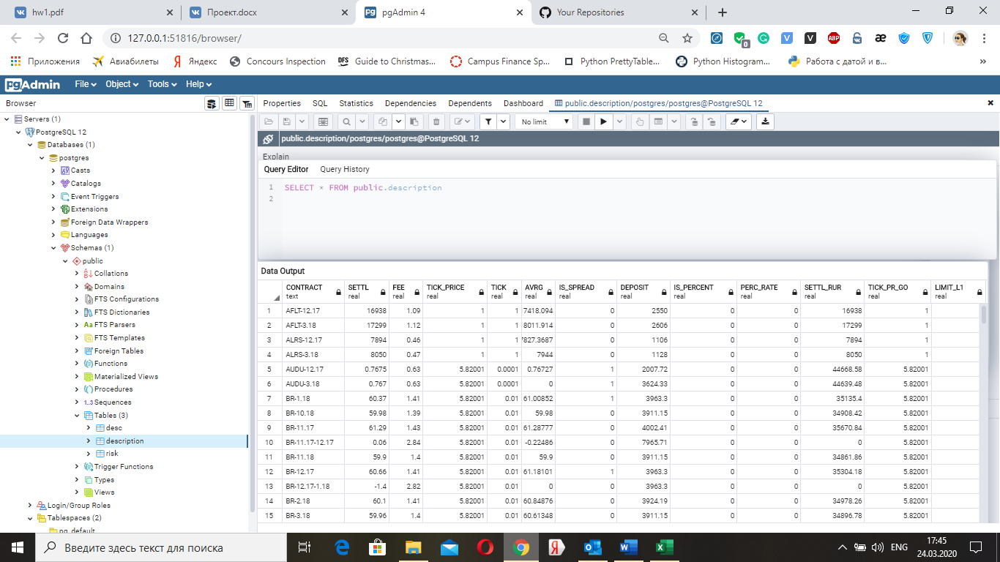 hw1.pdf
Проект.docx
pgAdmin 4
Your Repositories
127.0.0.1:51816/browser/
ABP
0
Приложения
Авиабилеты
Яндекс
Concours Inspection
DFS Guide to Christmas...
Campus Finance Sp...
Python PrettyTable...
Python Histogram...
Работа с датой и в...
pgAdmin File Object Tools Help
Browser
Properties SQL Statistics Dependencies Dependents Dashboard public.description/postgres/postgres@PostgreSQL 12
No limit
public.description/postgres/postgres@PostgreSQL 12
Explain
Query Editor Query History
1 SELECT * FROM public.description
2
Servers (1)
PostgreSQL 12
Databases (1)
postgres
Casts
Catalogs
Event Triggers
Extensions
Foreign Data Wrappers
Languages
Schemas (1)
public
Collations
Domains
FTS Configurations
FTS Dictionaries
FTS Parsers
FTS Templates
Foreign Tables
Functions
Materialized Views
Procedures
Sequences
Tables (3)
desc
description
risk
Trigger Functions
Types
Views
Login/Group Roles
Tablespaces (2)
pg_default
Data Output
CONTRACT SETTL FEE TICK_PRICE TICK AVRG IS_SPREAD DEPOSIT IS_PERCENT PERC_RATE SETTL_RUR TICK_PR_GO LIMIT_L1
text real real real real real real real real real real real real
1 AFLT-12.17 16938 1.09 1 1 7418.094 0 2550 0 0 16938 1
2 AFLT-3.18 17299 1.12 1 1 8011.914 0 2606 0 0 17299 1
3 ALRS-12.17 7894 0.46 1 1 827.3687 0 1106 0 0 7894 1
4 ALRS-3.18 8050 0.47 1 1 7944 0 1128 0 0 8050 1
5 AUDU-12.17 0.7675 0.63 5.82001 0.0001 0.76727 1 2007.72 0 0 44668.58 5.82001
6 AUDU-3.18 0.767 0.63 5.82001 0.0001 0 1 3624.33 0 0 44639.48 5.82001
7 BR-1.18 60.37 1.41 5.82001 0.01 61.00852 1 3963.3 0 0 35135.4 5.82001
8 BR-10.18 59.98 1.39 5.82001 0.01 59.98 0 3911.15 0 0 34908.42 5.82001
9 BR-11.17 61.29 1.43 5.82001 0.01 61.28777 0 4002.41 0 0 35670.84 5.82001
10 BR-11.17-12.17 0.06 2.84 5.82001 0.01 -0.22486 0 7965.71 0 0 0 5.82001
11 BR-11.18 59.9 1.4 5.82001 0.01 59.9 0 3911.15 0 0 34861.86 5.82001
12 BR-12.17 60.66 1.41 5.82001 0.01 61.18101 1 3963.3 0 0 35304.18 5.82001
13 BR-12.17-1.18 -1.4 2.82 5.82001 0.01 0 0 3963.3 0 0 0 5.82001
14 BR-2.18 60.1 1.41 5.82001 0.01 60.84876 0 3924.19 0 0 34978.26 5.82001
15 BR-3.18 59.96 1.4 5.82001 0.01 60.61348 0 3911.15 0 0 34896.78 5.82001
Введите здесь текст для поиска
ENG
17:45
24.03.2020